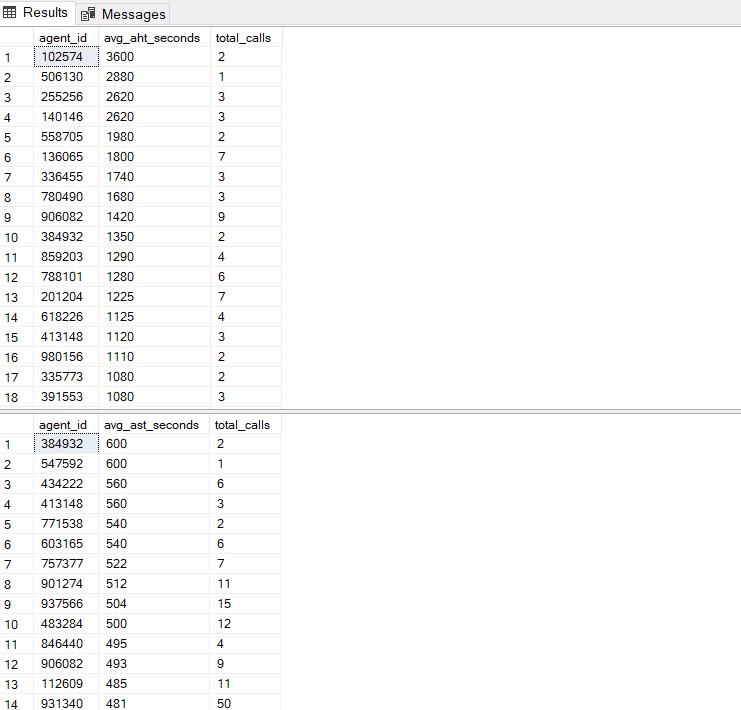 Results Messages
agent_id avg_aht_seconds total_calls
1 102574 3600 2
2 506130 2880 1
3 255256 2620 3
4 140146 2620 3
5 558705 1980 2
6 136065 1800 7
7 336455 1740 3
8 780490 1680 3
9 906082 1420 9
10 384932 1350 2
11 859203 1290 4
12 788101 1280 6
13 201204 1225 7
14 618226 1125 4
15 413148 1120 3
16 980156 1110 2
17 335773 1080 2
18 391553 1080 3
agent_id avg_ast_seconds total_calls
1 384932 600 2
2 547592 600 1
3 434222 560 6
4 413148 560 3
5 771538 540 2
6 603165 540 6
7 757377 522 7
8 901274 512 11
9 937566 504 15
10 483284 500 12
11 846440 495 4
12 906082 493 9
13 112609 485 11
14 931340 481 50